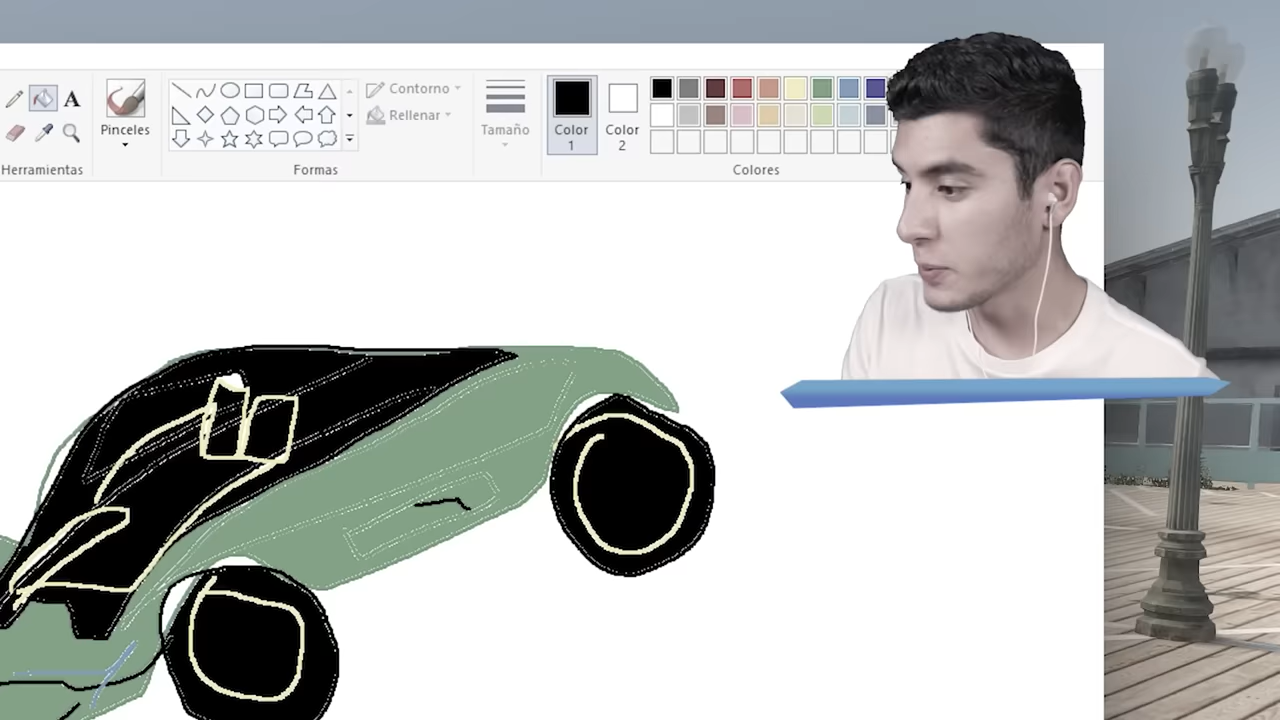 A
Pinceles
Herramientas
Formas
Contorno
Rellenar
Tamaño
Color
1
Color
2
Colores